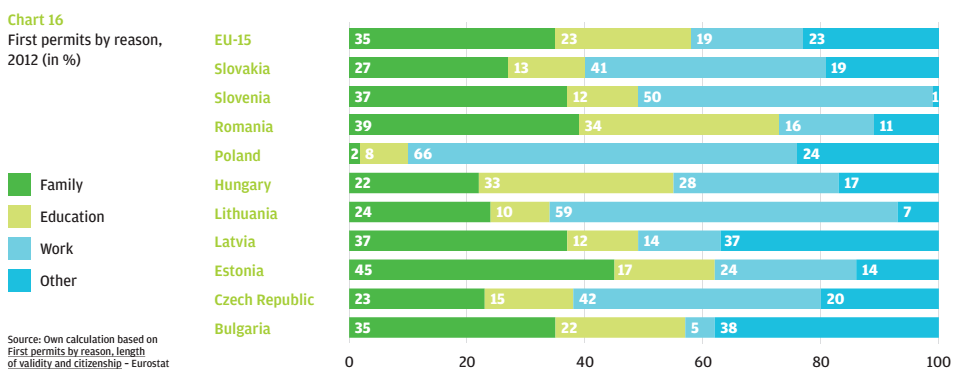 Chart 16
First permits by reason,
2012 (in %)
EU-15 35 23 19 23
Slovakia 27 13 41 19
Slovenia 37 12 50 1
Romania 39 34 16 11
Poland 2 8 66 24
Hungary 22 33 28 17
Lithuania 24 10 59 7
Latvia 37 12 14 37
Estonia 45 17 24 14
Czech Republic 23 15 42 20
Bulgaria 35 22 5 38
0 20 40 60 80 100
Family
Education
Work
Other
Source: Own calculation based on
First permits by reason, length
of validity and citizenship – Eurostat